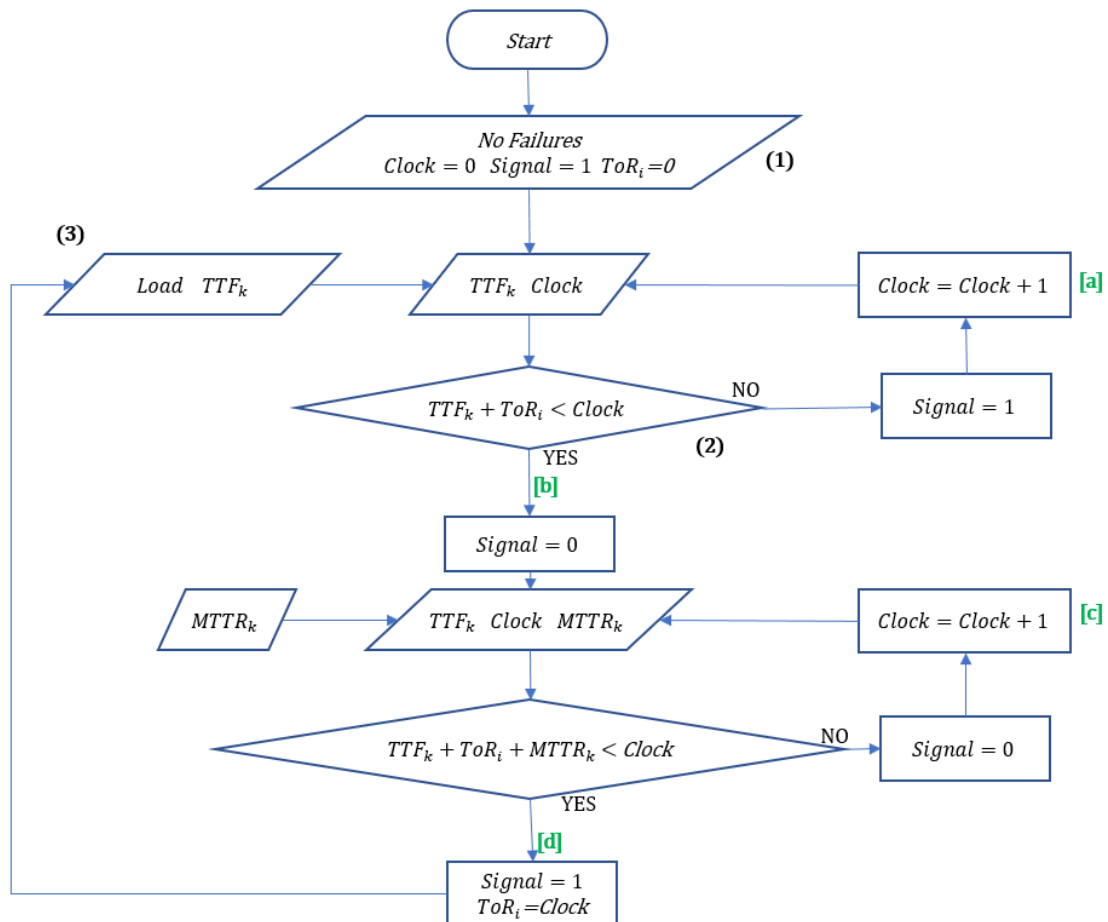 Start
No Failures
Clock = 0 Signal = 1 ToR_i=0
(1)
(3)
Load TTF_k
TTF_k Clock
Clock = Clock + 1
[a]
TTF_k + ToR_i < Clock
NO
Signal = 1
(2)
YES
[b]
Signal = 0
MTTR_k
TTF_k Clock MTTR_k
Clock = Clock + 1
[c]
TTF_k + ToR_i + MTTR_k < Clock
NO
Signal = 0
YES
[d]
Signal = 1
ToR_i=Clock